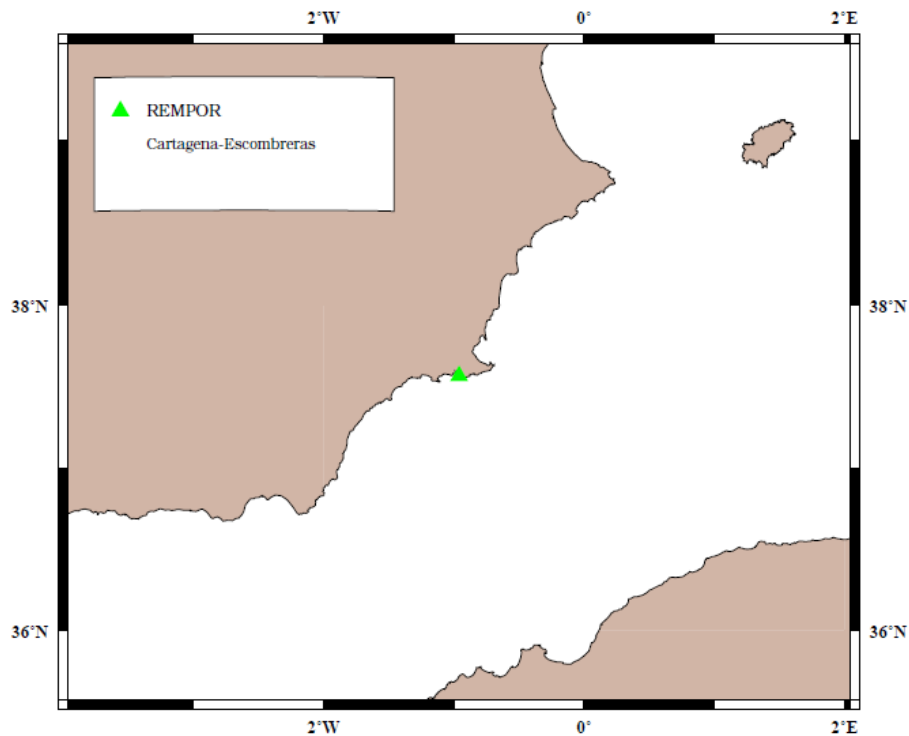 2˚W 0˚ 2˚E
REMPOR
Cartagena-Escombreras
38˚N 38˚N
36˚N 36˚N
2˚W 0˚ 2˚E